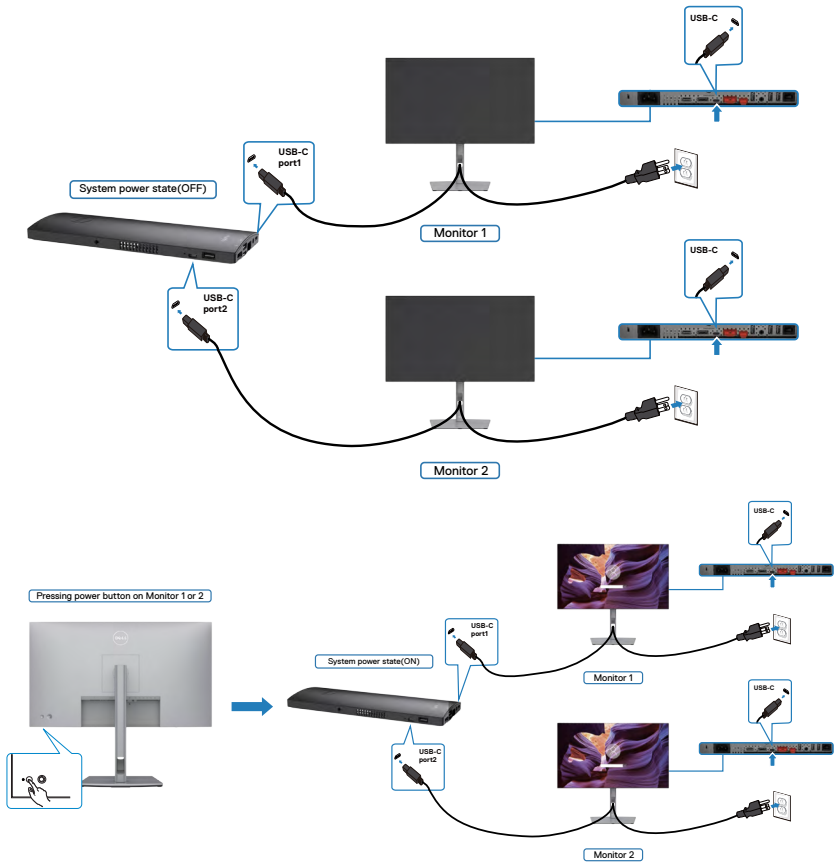 USB-C
USB-C
port1
System power state(OFF)
Monitor 1
USB-C
USB-C
port2
Monitor 2
USB-C
Pressing power button on Monitor 1 or 2
DELL
USB-C
port1
System power state(ON)
Monitor 1
USB-C
USB-C
port2
Monitor 2